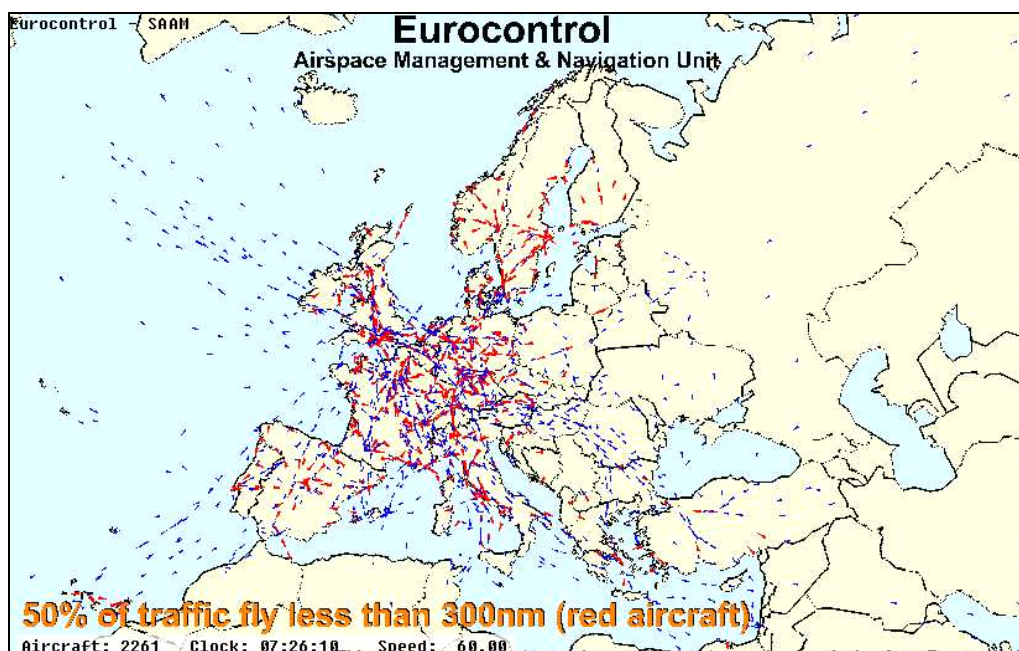 Eurocontrol - SAAM
Eurocontrol
Airspace Management & Navigation Unit
50% of traffic fly less than 300nm (red aircraft)
Aircraft: 2261 Clock: 07:26:10 Speed: 60.00